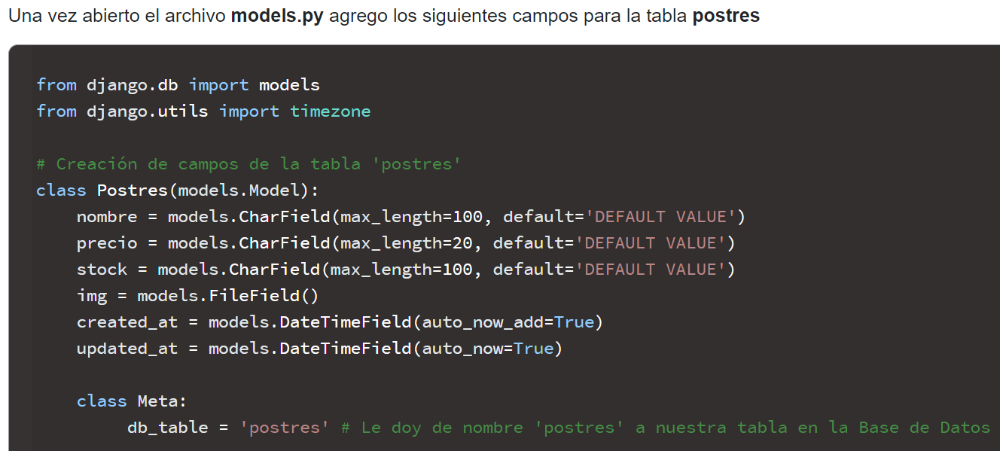 Una vez abierto el archivo models.py agrego los siguientes campos para la tabla postres
from django.db import models
from django.utils import timezone
# Creación de campos de la tabla 'postres'
class Postres(models.Model):
    nombre = models.CharField(max_length=100, default='DEFAULT VALUE')
    precio = models.CharField(max_length=20, default='DEFAULT VALUE')
    stock = models.CharField(max_length=100, default='DEFAULT VALUE')
    img = models.FileField()
    created_at = models.DateTimeField(auto_now_add=True)
    updated_at = models.DateTimeField(auto_now=True)
    class Meta:
         db_table = 'postres' # Le doy de nombre 'postres' a nuestra tabla en la Base de Datos